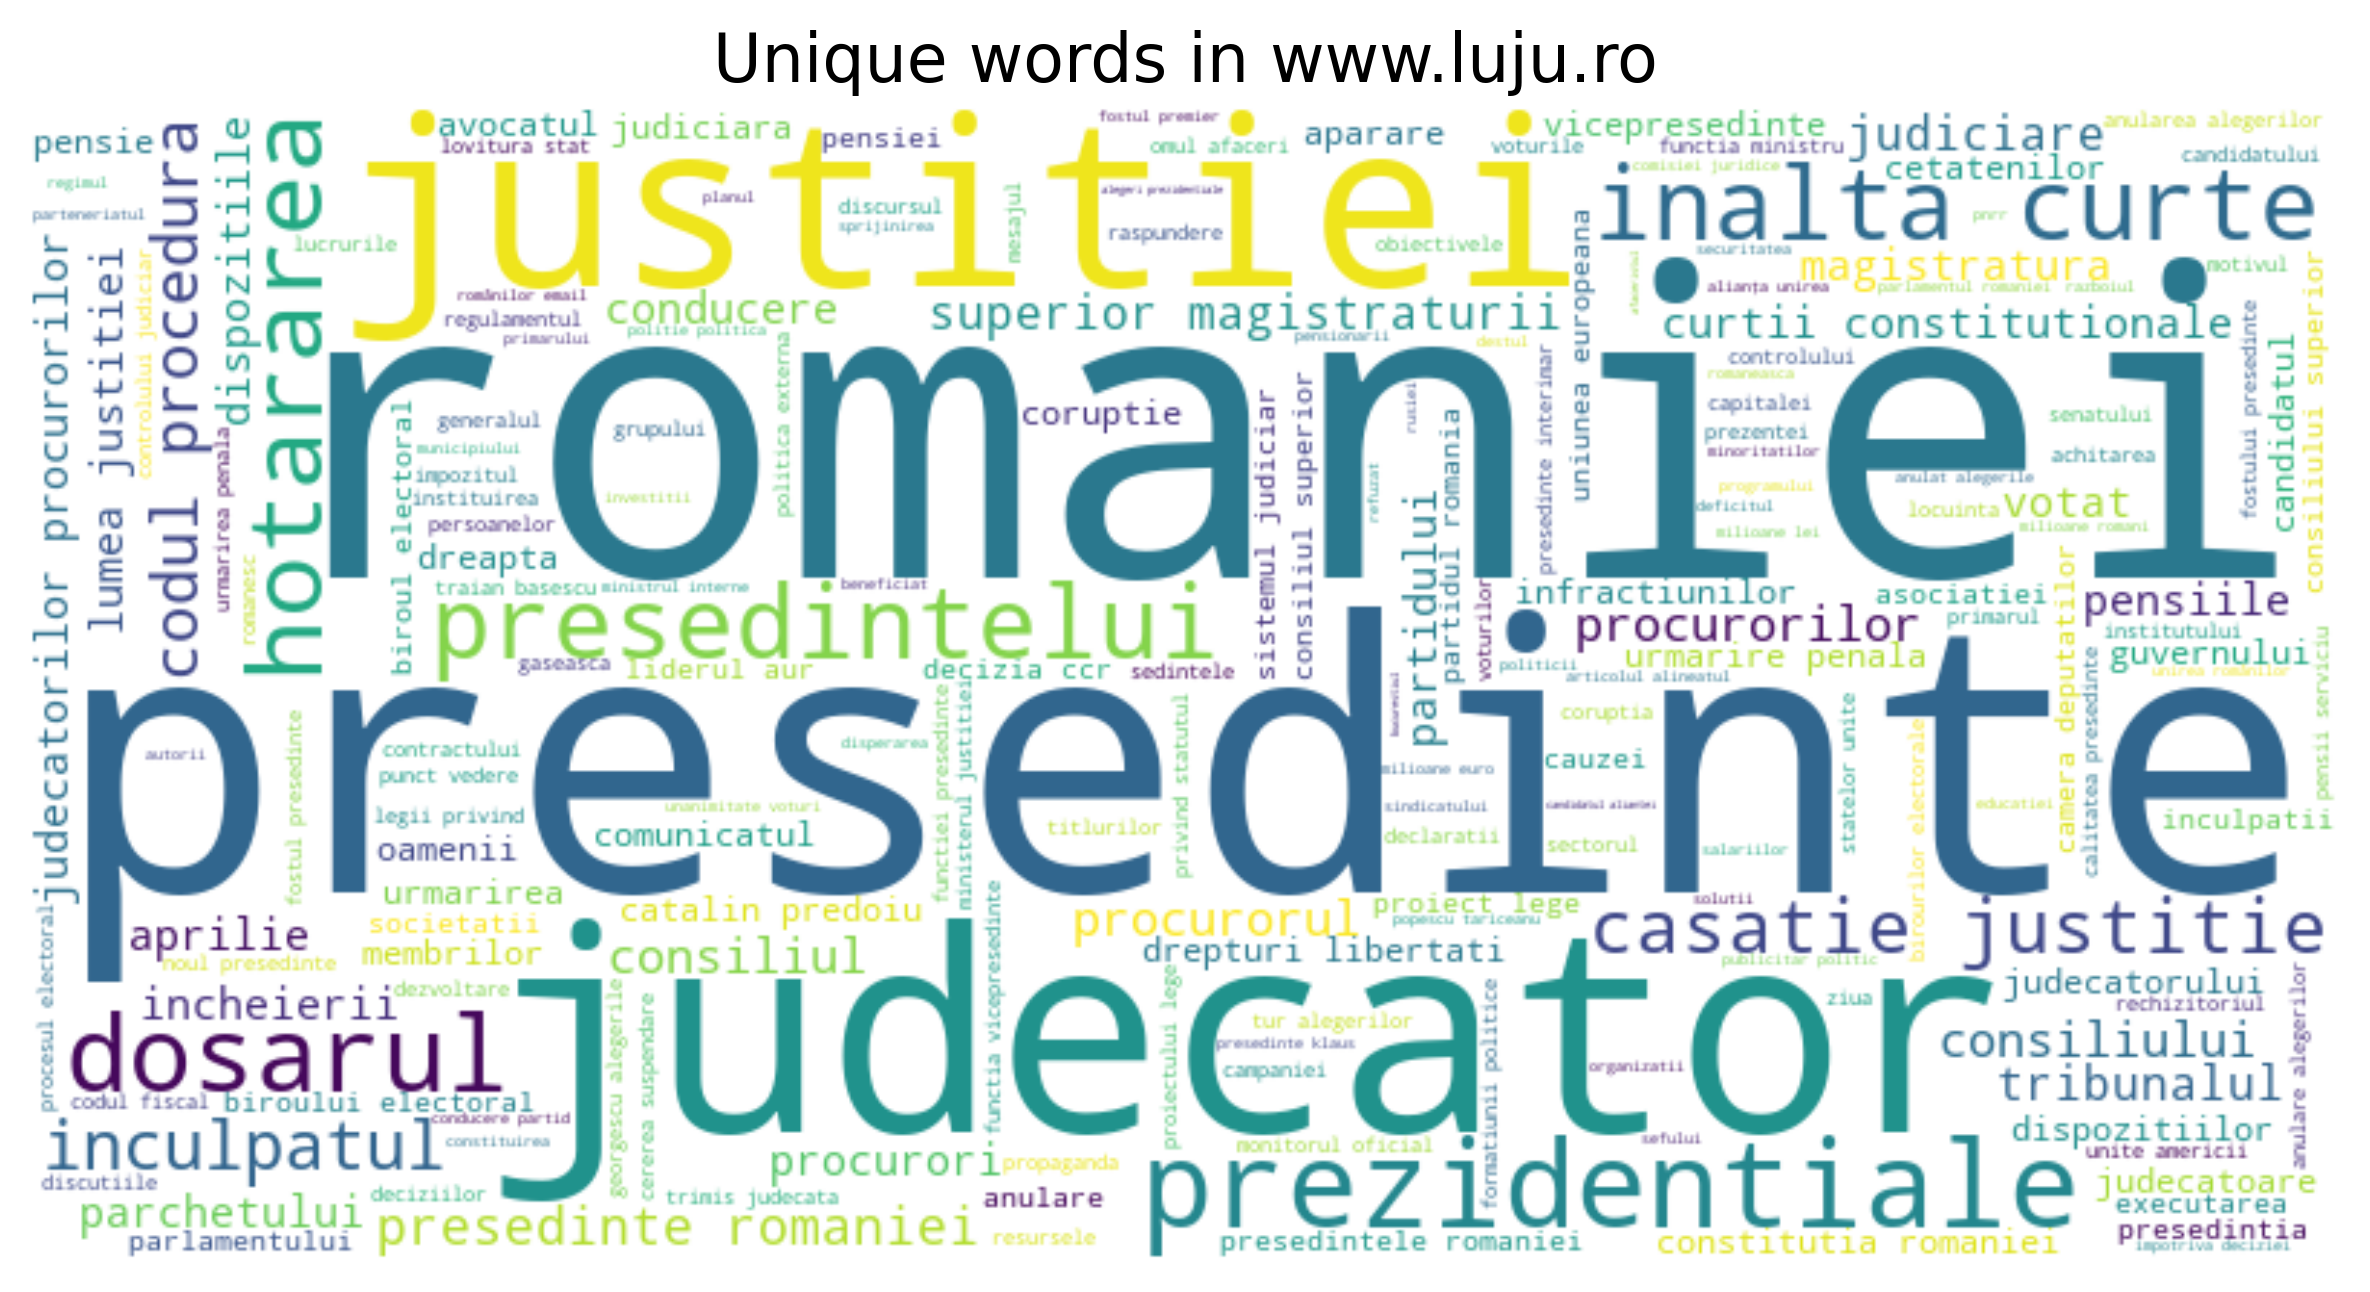 Unique words in www.luju.ro
pensie
avocatul
lovitura stat
judiciara
pensiei
fostul premier
omul afaceri
aparare
voturile
vicepresedinte
functia ministru
judiciare
anularea alegerilor
candidatului
comisiei juridice
cetatenilor
regimul
parteneriatul
procedura
codul procedura
dispozitiile
hotararea
justitiei
planul
discursul
sprijinirea
mesajul
alegeri prezidentiale
raspundere
obiectivele
inalta curte
pnrr
lucrurile
securitatea
magistratura
motivul
alianța unirea
parlamentul romaniei razboiul
românilor email
regulamentul
primarului
conducere
politie politica
superior magistraturii
pensionarii
destul
uniunea europeana
curtii constitutionale
judecatorilor procurorilor
lumea justitiei
controlului judiciar
urmarirea penala
romanesc
romaniei
biroul electoral
generalul
municipiului
impozitul
instituirea
persoanelor
dreapta
grupului
investitii
politica externa
coruptie
sistemul judiciar
consiliul superior
rusiei
refuzat
partidului
partidul romania
presedinte interimar
controlului
romaneasca
capitalei
prezentei
minoritatilor
programului
deficitul
milioane lei
anulat alegerile
senatului
achitarea
locuinta
votat
milioane romani
fostului presedinte
candidatul
consiliului superior
traian basescu
ministrul interne
beneficiat
presedintelui
gaseasca
liderul aur
decizia ccr
sedintele
voturilor
infractiunilor
procurorilor
politicii
urmarire penala
articolul alineatul
asociatiei
primarul
pensiile
institutului
guvernului
unirea românilor
camera deputatilor
calitatea presedinte
pensii serviciu
presedinte
autorii
fostul presedinte
contractului
punct vedere
legii privind
oamenii
disperarea
unanimitate voturi
comunicatul
functiei presedinte
ministerul justitiei
titlurilor
privind statutul
bucurestiul
milioane euro
sindicatului
declaratii
coruptia
cauzei
candidatul aliantei
sectorul
salariilor
statelor unite
birourilor electorale
educatiei
inculpatii
procesul electoral
aprilie
noul presedinte
urmarirea
societatii
membrilor
catalin predoiu
consiliul
procurorul
proiect lege
popescu tariceanu
drepturi libertati
solutii
casatie justitie
publicitar politic
incheierii
dezvoltare
dosarul
georgescu alegerile
cererea suspendare
functia vicepresedinte
judecator
proiectului lege
tur alegerilor
presedinte klaus
campaniei
formatiunii politice
organizatii
ziua
judecatorului
rechizitoriul
consiliului
tribunalul
anulare alegerilor
codul fiscal
biroului electoral
conducere partid
constituirea
inculpatul
procurori
propaganda
monitorul oficial
sefului
dispozitiilor
unite americii
discutiile
deciziilor
trimis judecata
anulare
prezidentiale
judecatoare
executarea
parchetului
presedinte romaniei
resursele
presedintia
parlamentului
presedintele romaniei
constitutia romaniei
impotriva deciziei